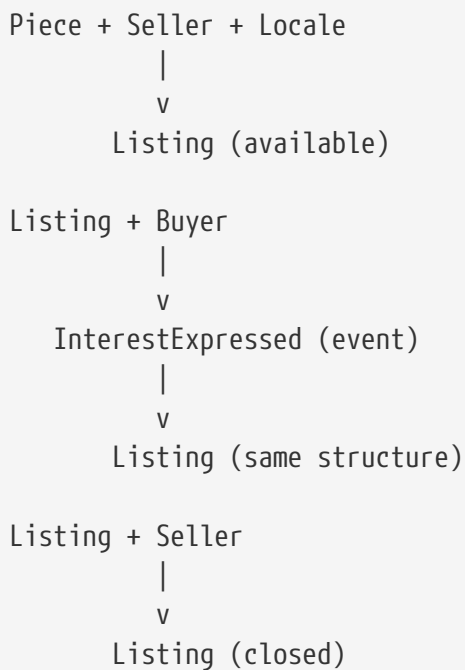 Piece + Seller + Locale
|
v
Listing (available)
Listing + Buyer
|
v
InterestExpressed (event)
|
v
Listing (same structure)
Listing + Seller
|
v
Listing (closed)